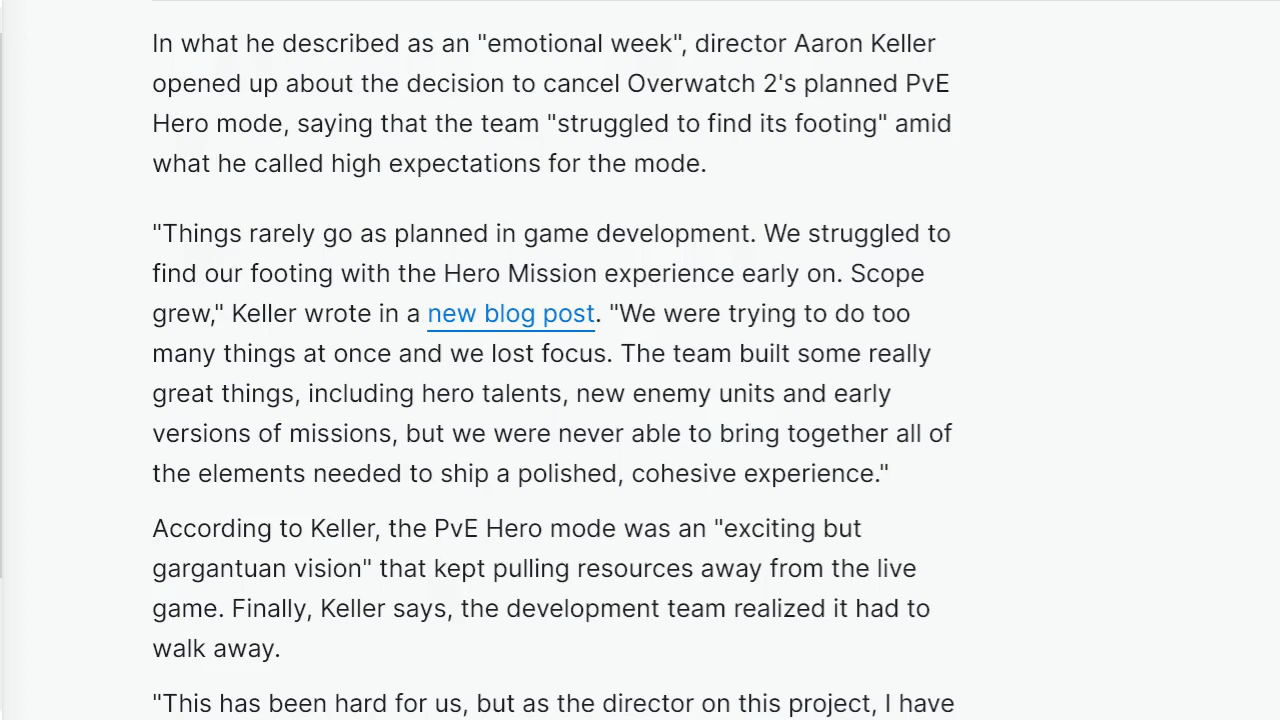 In what he described as an "emotional week", director Aaron Keller
opened up about the decision to cancel Overwatch 2's planned PvE
Hero mode, saying that the team "struggled to find its footing" amid
what he called high expectations for the mode.
"Things rarely go as planned in game development. We struggled to
find our footing with the Hero Mission experience early on. Scope
grew," Keller wrote in a new blog post. "We were trying to do too
many things at once and we lost focus. The team built some really
great things, including hero talents, new enemy units and early
versions of missions, but we were never able to bring together all of
the elements needed to ship a polished, cohesive experience."
According to Keller, the PvE Hero mode was an "exciting but
gargantuan vision" that kept pulling resources away from the live
game. Finally, Keller says, the development team realized it had to
walk away.
"This has been hard for us, but as the director on this project, I have